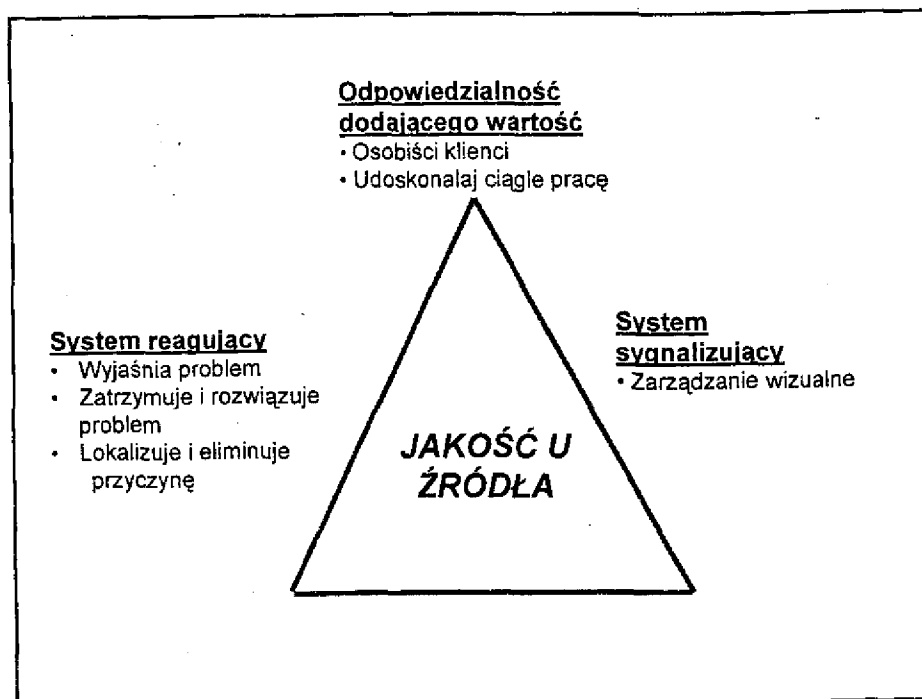 Odpowiedzialność
dodającego wartość
• Osobiści klienci
• Udoskonalaj ciągle pracę
System reagujący
• Wyjaśnia problem
• Zatrzymuje i rozwiązuje
problem
• Lokalizuje i eliminuje
przyczynę
System
sygnalizujący
• Zarządzanie wizualne
JAKOŚĆ U
ŹRÓDŁA